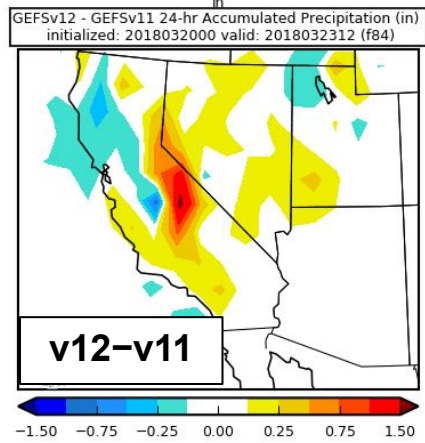 in
GEFSv12 - GEFSv11 24-hr Accumulated Precipitation (in)
initialized: 2018032000 valid: 2018032312 (f84)
v12−v11
−1.50 −0.75 −0.25 0.00 0.25 0.75 1.50